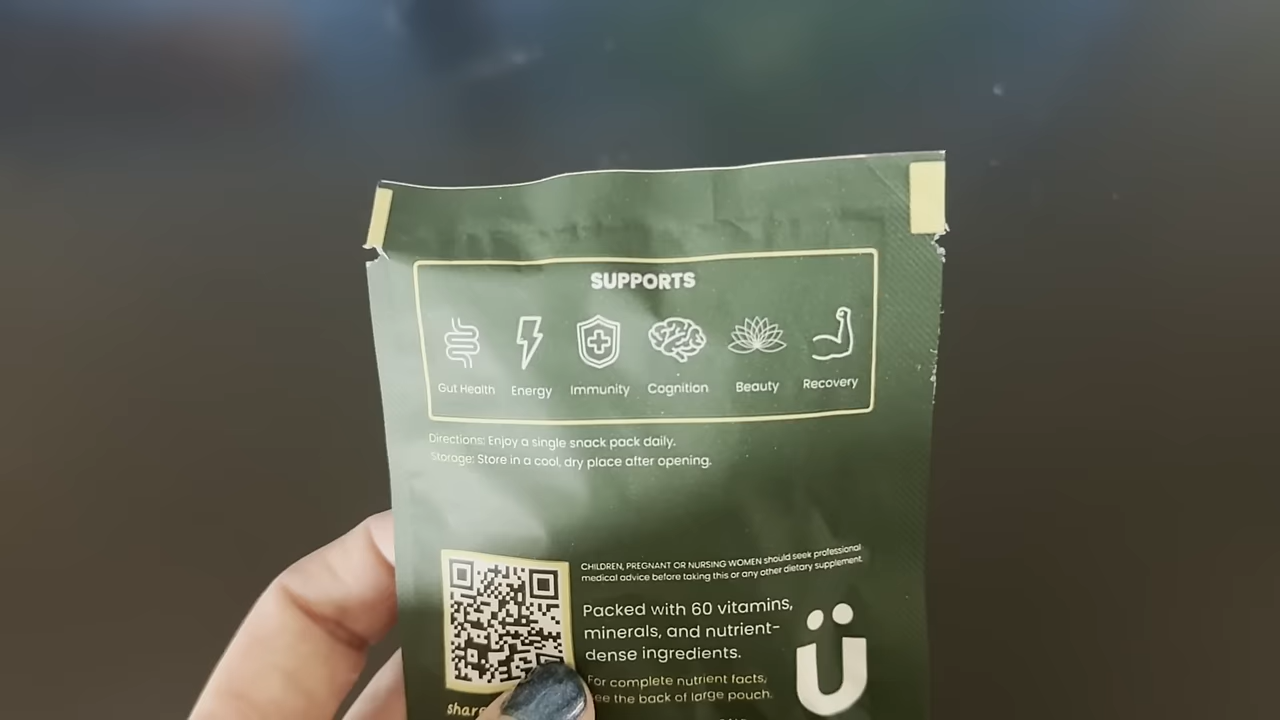 SUPPORTS
Gut Health Energy Immunity Cognition Beauty Recovery
Directions: Enjoy a single snack pack daily.
Storage: Store in a cool, dry place after opening.
CHILDREN, PREGNANT OR NURSING WOMEN should seek professional
medical advice before taking this or any other dietary supplement.
Packed with 60 vitamins,
minerals, and nutrient-
dense ingredients.
For complete nutrient facts,
see the back of large pouch.
Ü
share